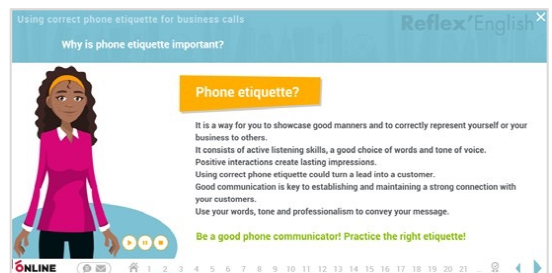 Using correct phone etiquette for business calls
Reflex'English
Why is phone etiquette important?
Phone etiquette?
It is a way for you to showcase good manners and to correctly represent yourself or your
business to others.
It consists of active listening skills, a good choice of words and tone of voice.
Positive interactions create lasting impressions.
Using correct phone etiquette could turn a lead into a customer.
Good communication is key to establishing and maintaining a strong connection with
your customers.
Use your words, tone and professionalism to convey your message.
Be a good phone communicator! Practice the right etiquette!
ONLINE 1 2 3 4 5 6 7 8 9 10 11 12 13 14 15 16 17 18 19 20 21 ...